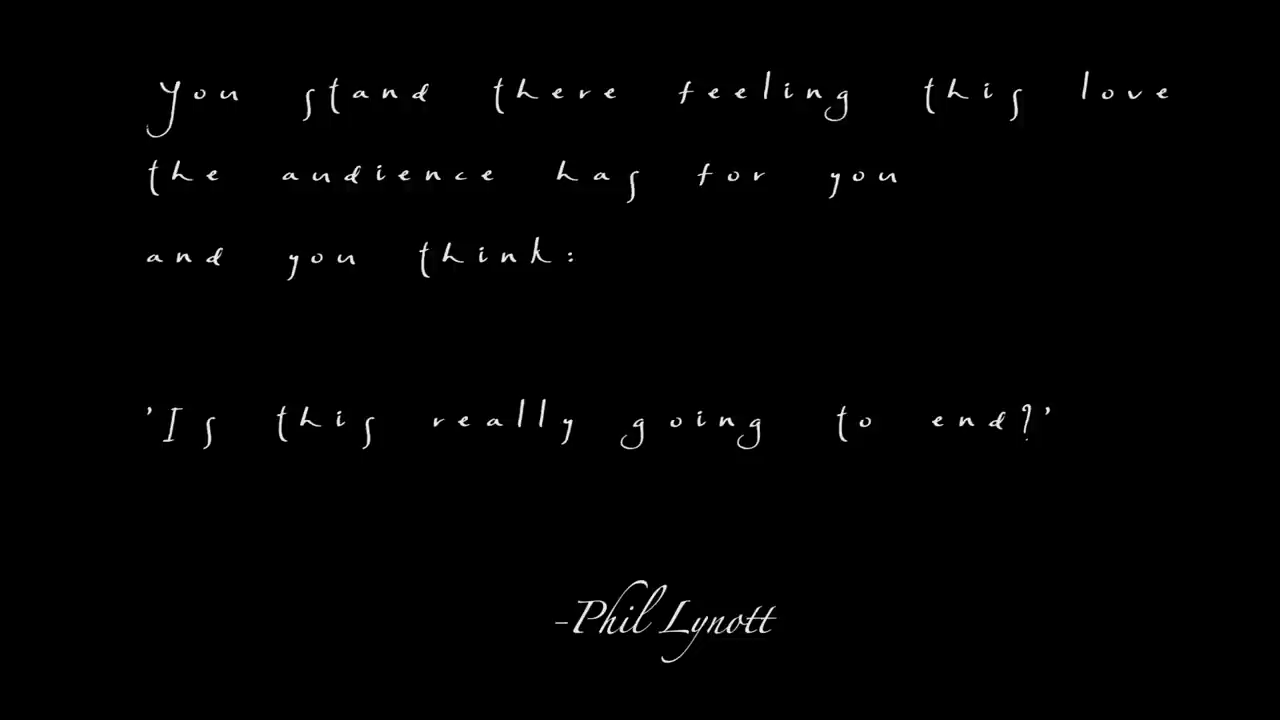 You stand there feeling this love
the audience has for you
and you think:
'Is this really going to end?'
-Phil Lynott